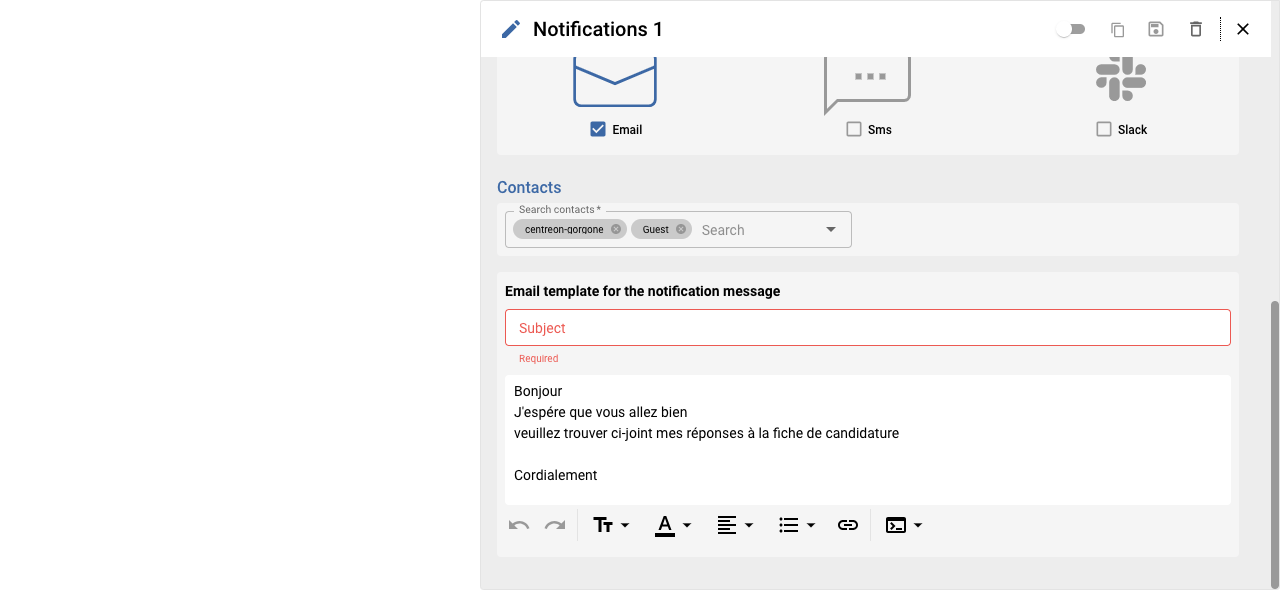 Notifications 1
Email
Sms
Slack
Contacts
Search contacts *
centreon-gorgone
Guest
Search
Email template for the notification message
Subject
Required
Bonjour
J'espére que vous allez bien
veuillez trouver ci-joint mes réponses à la fiche de candidature
Cordialement